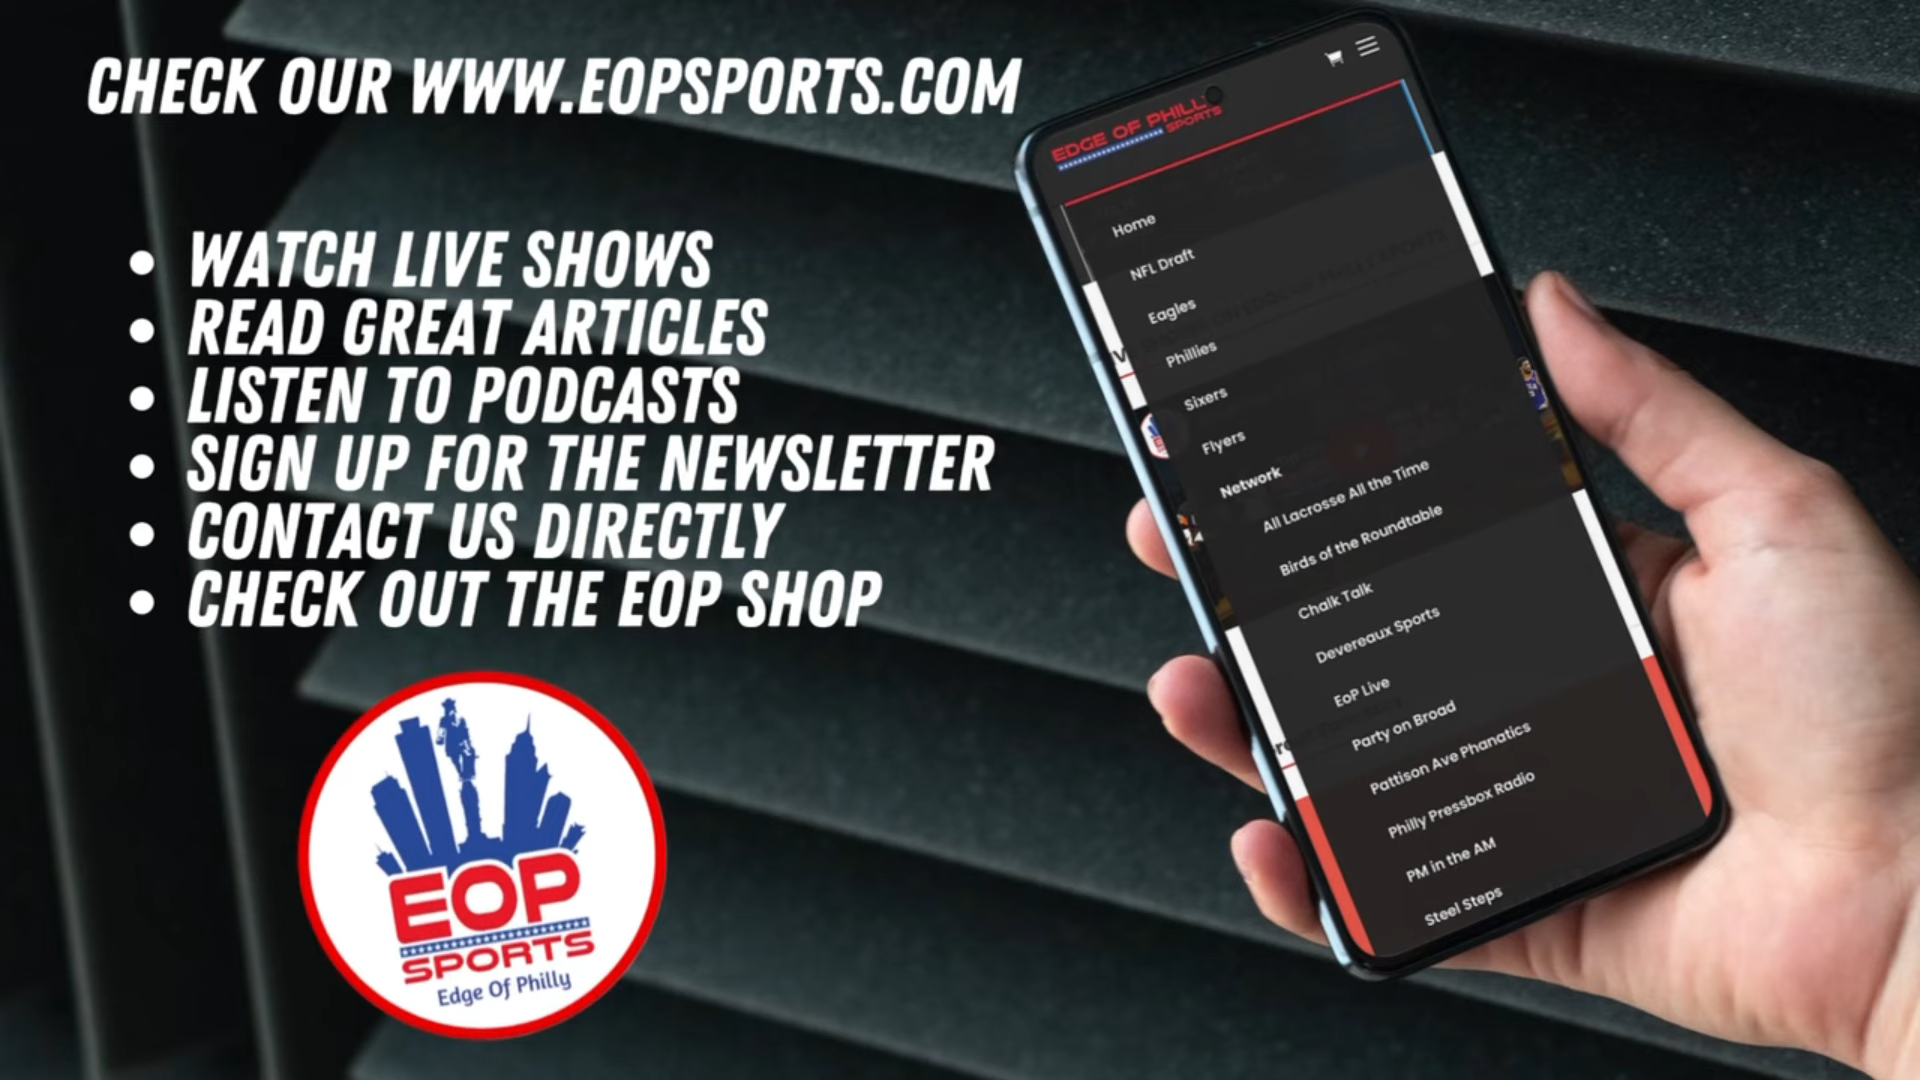 CHECK OUR WWW.EOPSPORTS.COM
• WATCH LIVE SHOWS
• READ GREAT ARTICLES
• LISTEN TO PODCASTS
• SIGN UP FOR THE NEWSLETTER
• CONTACT US DIRECTLY
• CHECK OUT THE EOP SHOP
EOP
SPORTS
Edge Of Philly
EDGE OF PHILLY
SPORTS
Home
NFL Draft
Eagles
Phillies
Sixers
Flyers
Network
All Lacrosse All the Time
Birds of the Roundtable
Chalk Talk
Devereaux Sports
EoP Live
Party on Broad
Pattison Ave Phanatics
Philly Pressbox Radio
PM in the AM
Steel Steps